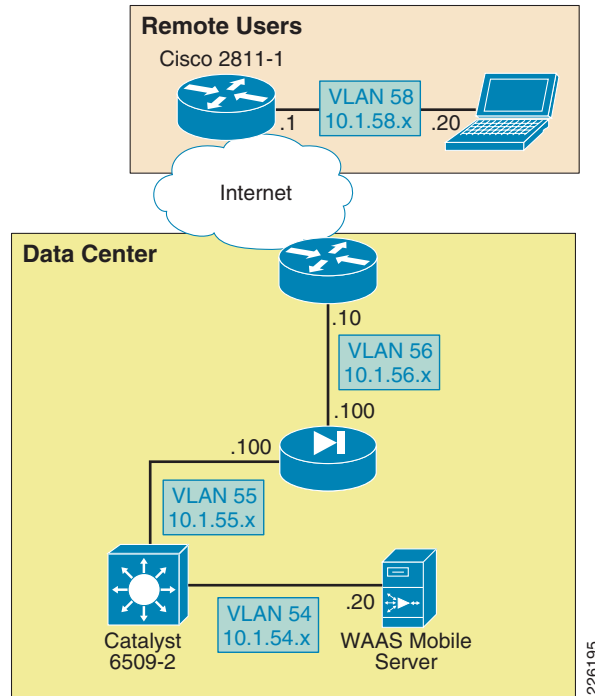 Remote Users
Cisco 2811-1
VLAN 58
10.1.58.x
.1
.20
Internet
Data Center
.10
VLAN 56
10.1.56.x
.100
.100
VLAN 55
10.1.55.x
.20
VLAN 54
10.1.54.x
Catalyst
6509-2
WAAS Mobile
Server
226195